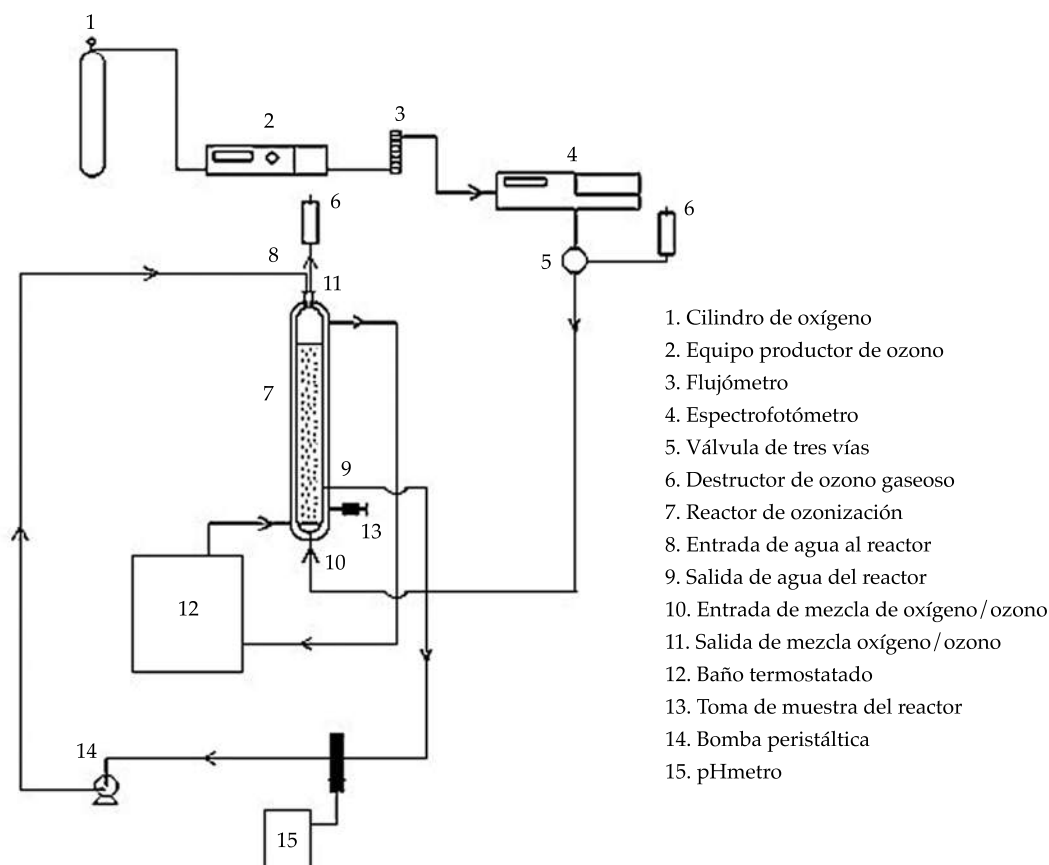 1
2
3
4
6
6
8
5
11
7
9
13
10
12
14
15
1. Cilindro de oxígeno
2. Equipo productor de ozono
3. Flujómetro
4. Espectrofotómetro
5. Válvula de tres vías
6. Destructor de ozono gaseoso
7. Reactor de ozonización
8. Entrada de agua al reactor
9. Salida de agua del reactor
10. Entrada de mezcla de oxígeno/ozono
11. Salida de mezcla oxígeno/ozono
12. Baño termostatado
13. Toma de muestra del reactor
14. Bomba peristáltica
15. pHmetro